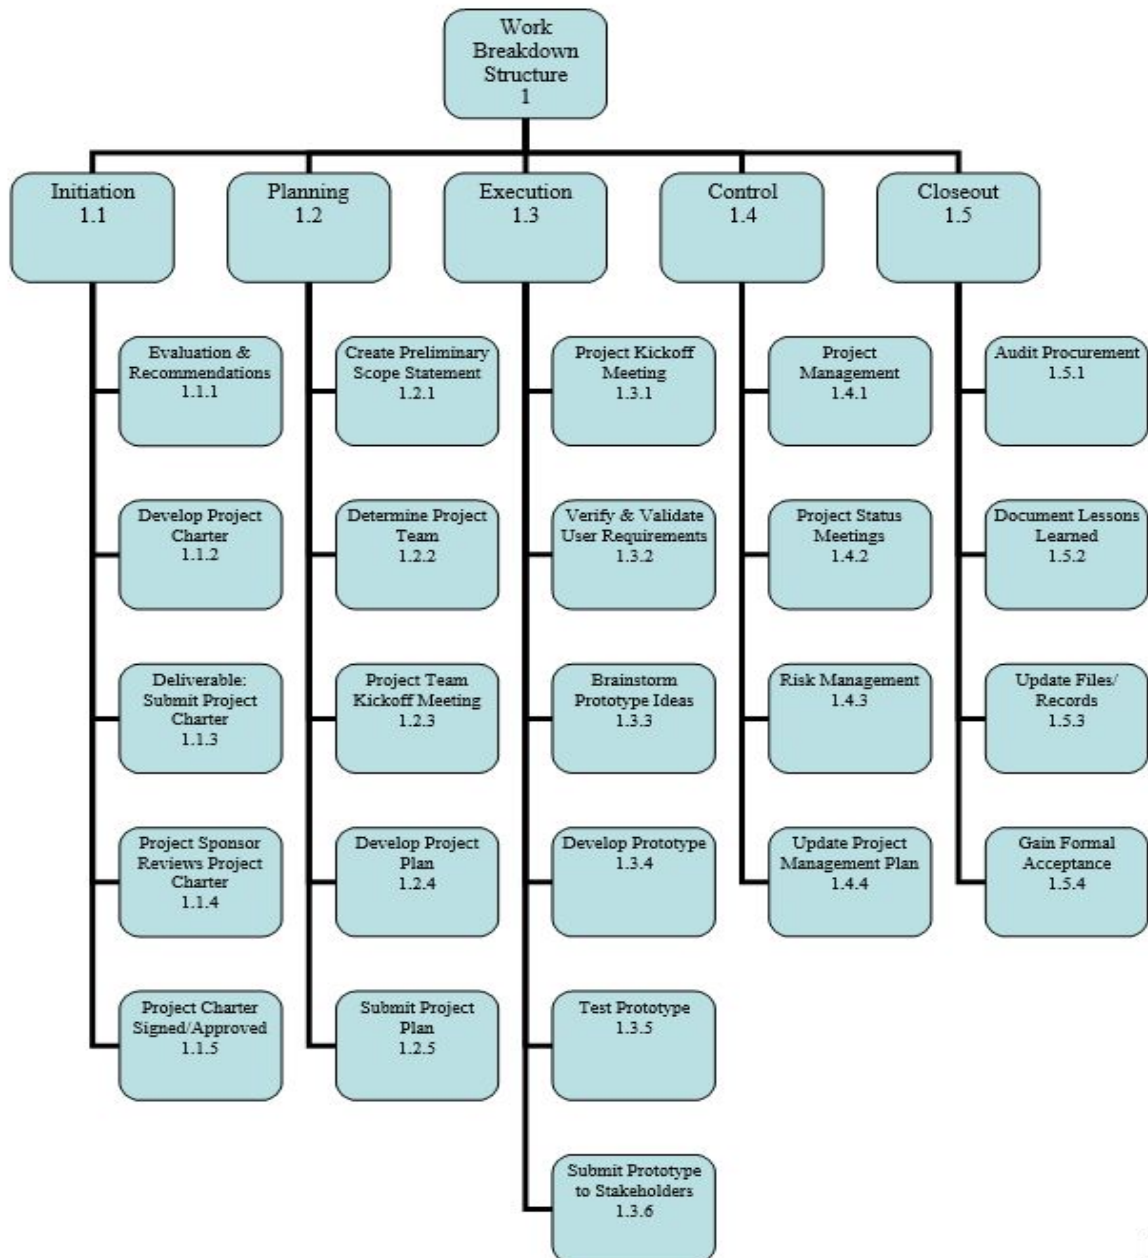 Work
Breakdown
Structure
1
Initiation
1.1
Planning
1.2
Execution
1.3
Control
1.4
Closeout
1.5
Evaluation &
Recommendations
1.1.1
Create Preliminary
Scope Statement
1.2.1
Project Kickoff
Meeting
1.3.1
Project
Management
1.4.1
Audit Procurement
1.5.1
Develop Project
Charter
1.1.2
Determine Project
Team
1.2.2
Verify & Validate
User Requirements
1.3.2
Project Status
Meetings
1.4.2
Document Lessons
Learned
1.5.2
Deliverable:
Submit Project
Charter
1.1.3
Project Team
Kickoff Meeting
1.2.3
Brainstorm
Prototype Ideas
1.3.3
Risk Management
1.4.3
Update Files/
Records
1.5.3
Project Sponsor
Reviews Project
Charter
1.1.4
Develop Project
Plan
1.2.4
Develop Prototype
1.3.4
Update Project
Management Plan
1.4.4
Gain Formal
Acceptance
1.5.4
Project Charter
Signed/Approved
1.1.5
Submit Project
Plan
1.2.5
Test Prototype
1.3.5
Submit Prototype
to Stakeholders
1.3.6